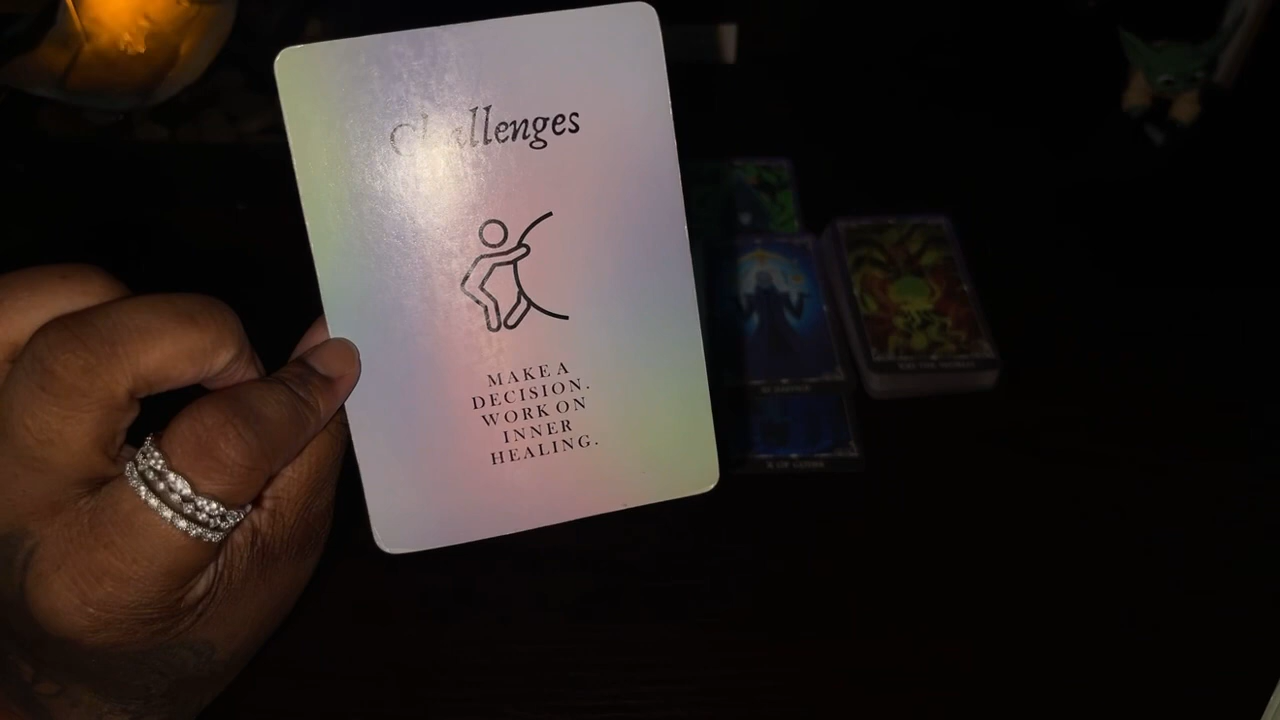 Challenges
MAKE A
DECISION.
WORK ON
INNER
HEALING.